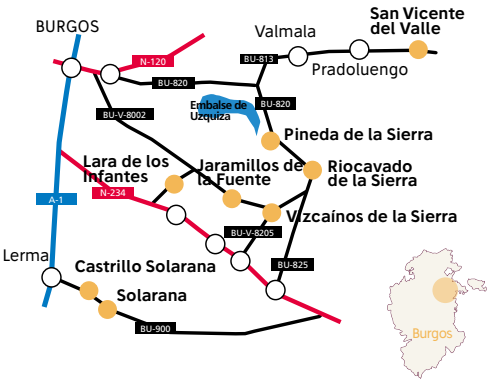 San Vicente
del Valle
BURGOS
Valmala
N-120
BU-813
Pradoluengo
BU-820
Embalse de
Uzquiza
BU-820
BU-V-8002
Pineda de la Sierra
Lara de los
Infantes
Jaramillos de
la Fuente
Riocavado
de la Sierra
N-234
A-1
Vizcaínos de la Sierra
BU-V-8205
Lerma
Castrillo Solarana
BU-825
Solarana
BU-900
Burgos